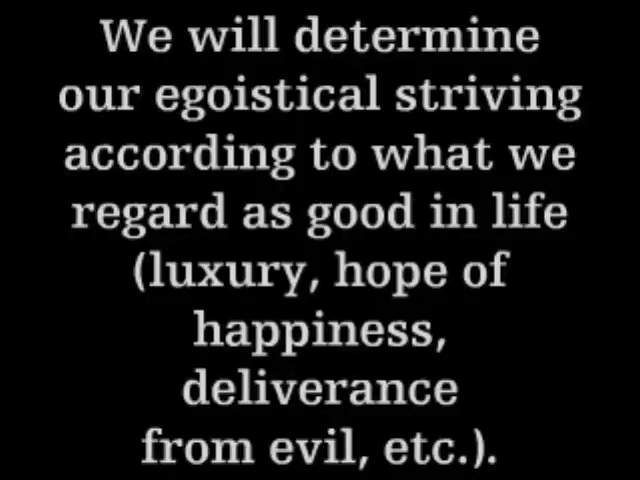 We will determine
our egoistical striving
according to what we
regard as good in life
(luxury, hope of
happiness,
deliverance
from evil, etc.).